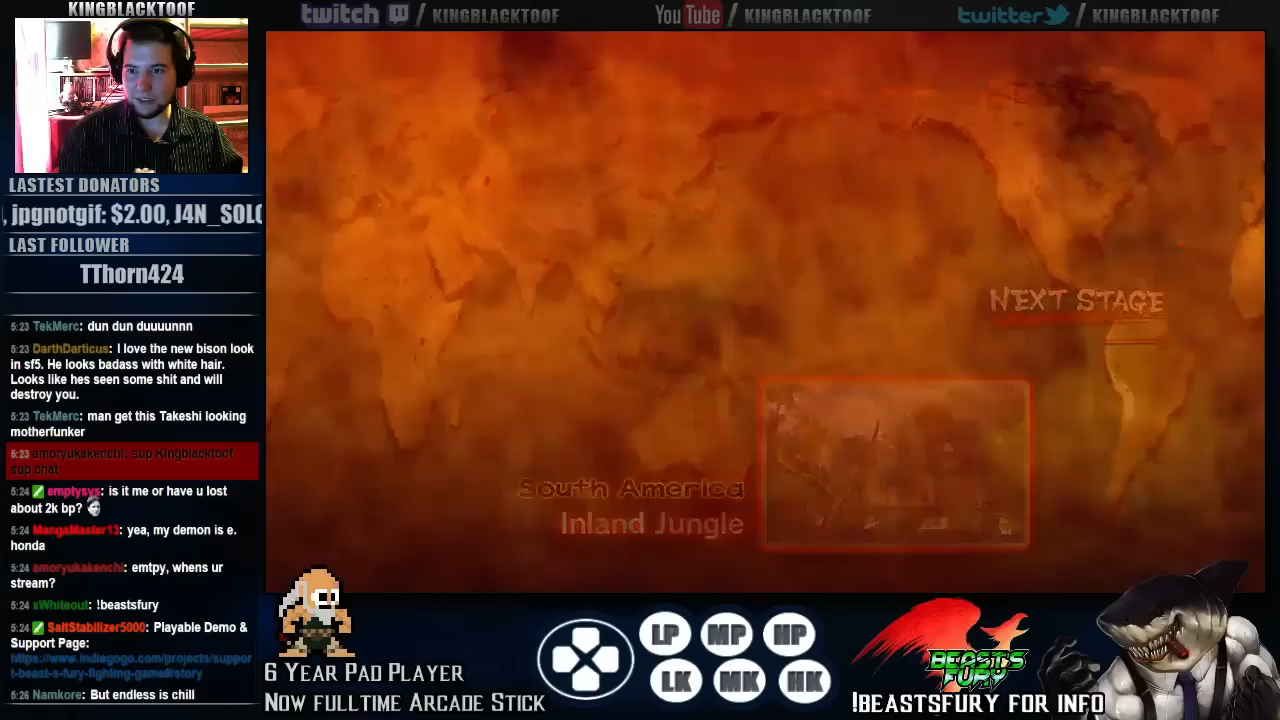 KINGBLACKTOOF
twitch / KINGBLACKTOOF
YouTube / KINGBLACKTOOF
twitter / KINGBLACKTOOF
LASTEST DONATORS
, jpgnotgif: $2.00, J4N_SOLO
LAST FOLLOWER
TThorn424
5:23 TekMerc: dun dun duuuunnn
5:23 DarthDarticus: I love the new bison look
in sf5. He looks badass with white hair.
Looks like hes seen some shit and will
destroy you.
5:23 TekMerc: man get this Takeshi looking
motherfunker
5:23 amoryukakenchi: sup Kingblacktoof
sup chat
5:24 emptysys: is it me or have u lost
about 2k bp?
5:24 MangaMaster13: yea, my demon is e.
honda
5:24 amoryukakenchi: emtpy, whens ur
stream?
5:24 xWhiteout: !beastsfury
5:24 SaltStabilizer5000: Playable Demo &
Support Page:
https://www.indiegogo.com/projects/suppor
t-beast-s-fury-fighting-game#/story
5:26 Namkore: But endless is chill
NEXT STAGE
South America
Inland Jungle
6 YEAR PAD PLAYER
NOW FULLTIME ARCADE STICK
LP MP HP
LK MK HK
BEAST'S
FURY
!BEASTSFURY FOR INFO